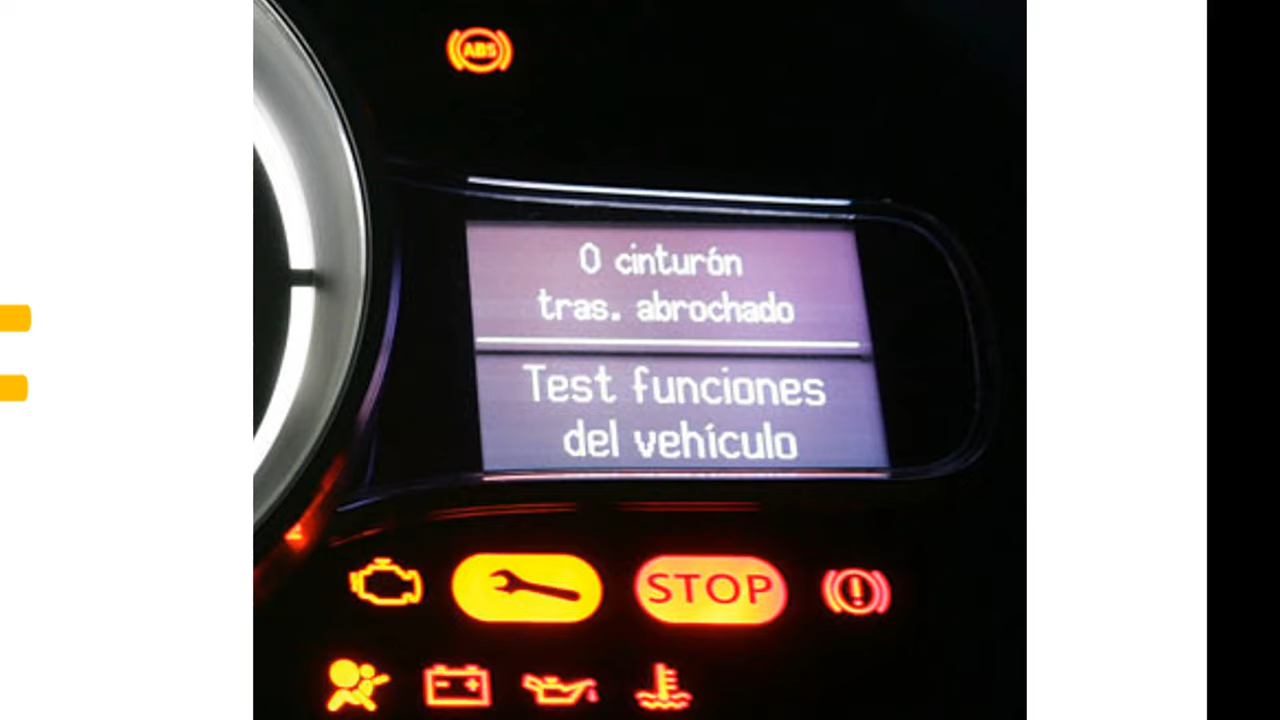 ABS
0 cinturón
tras. abrochado
Test funciones
del vehículo
STOP